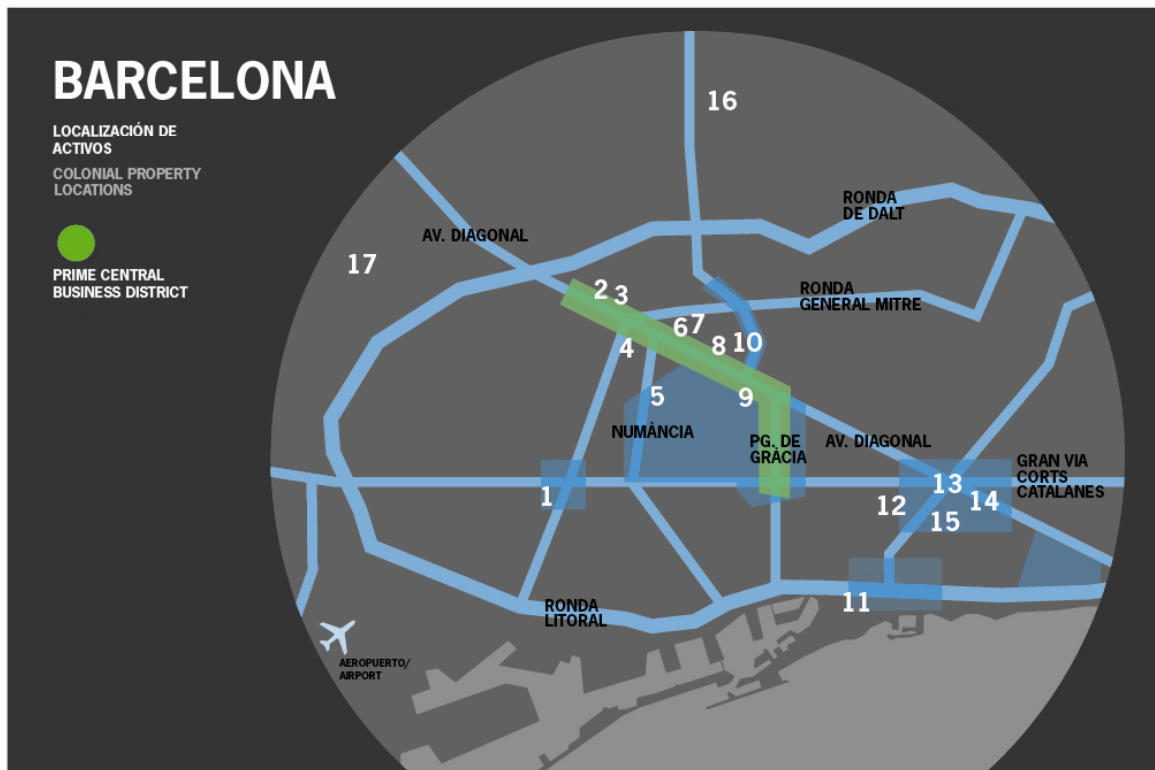 BARCELONA
LOCALIZACIÓN DE
ACTIVOS
COLONIAL PROPERTY
LOCATIONS
PRIME CENTRAL
BUSINESS DISTRICT
16
RONDA
DE DALT
AV. DIAGONAL
17
2
3
RONDA
GENERAL MITRE
6
7
4
8
10
5
9
NUMÀNCIA
PG. DE
GRÀCIA
AV. DIAGONAL
GRAN VIA
CORTS
CATALANES
1
12
13
14
15
11
RONDA
LITORAL
AEROPUERTO/
AIRPORT